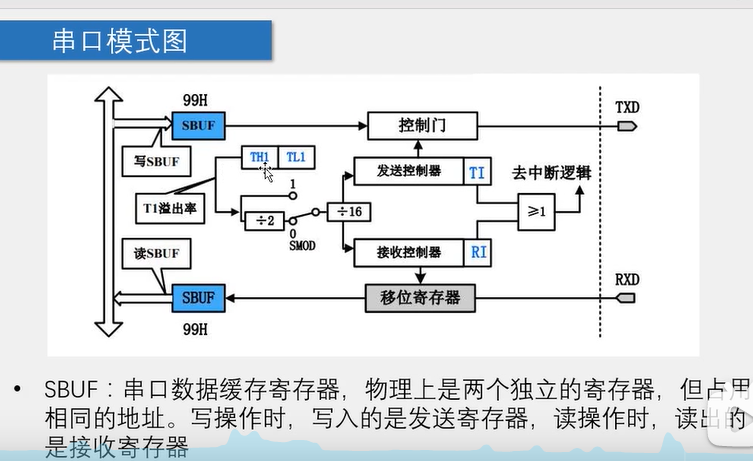 串口模式图
99H
TXD
SBUF
控制门
写SBUF
TH1 TL1
发送控制器 TI
去中断逻辑
T1溢出率
1
÷2
÷16
≥1
0
SMOD
读SBUF
接收控制器 RI
RXD
SBUF
移位寄存器
99H
• SBUF：串口数据缓存寄存器，物理上是两个独立的寄存器，但占用
相同的地址。写操作时，写入的是发送寄存器，读操作时，读出的
是接收寄存器